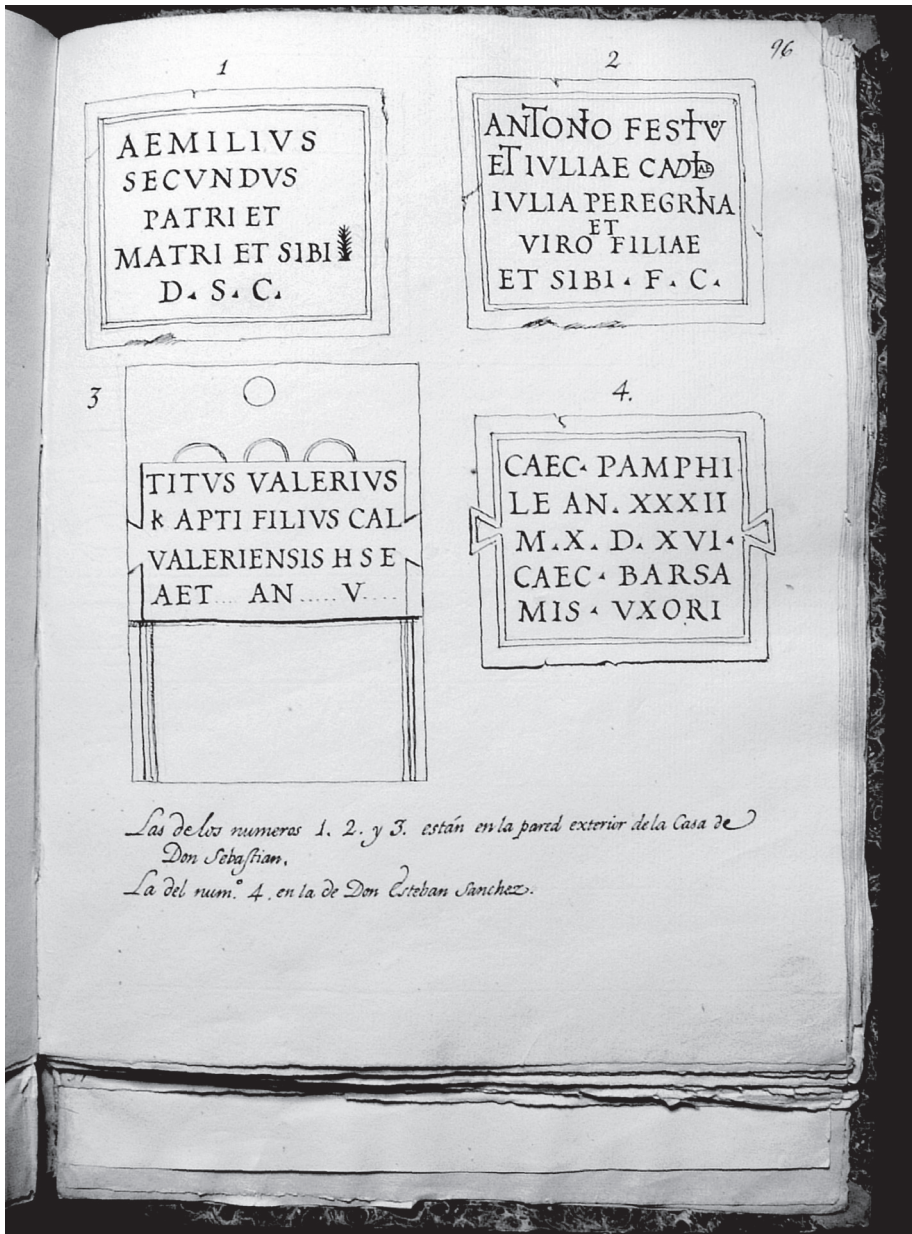 96
1
AEMILIVS
SECVNDVS
PATRI ET
MATRI ET SIBI
D. S. C.
2
ANTONO FESTV
ET IVLIAE
IVLIA PEREGRINA
ET
VIRO FILIAE
ET SIBI . F. C.
3
TITVS VALERIVS
K APTI FILIVS CAL
VALERIENSIS H S E
AET.... AN ..... V.....
4.
CAEC. PAMPHI
LE AN. XXXII
M. X. D. XVI.
CAEC. BARSA
MIS . VXORI
Las de los numeros 1. 2. y 3. están en la pared exterior de la Casa de
Don Sebastian.
La del num.º 4. en la de Don Esteban Sanchez.